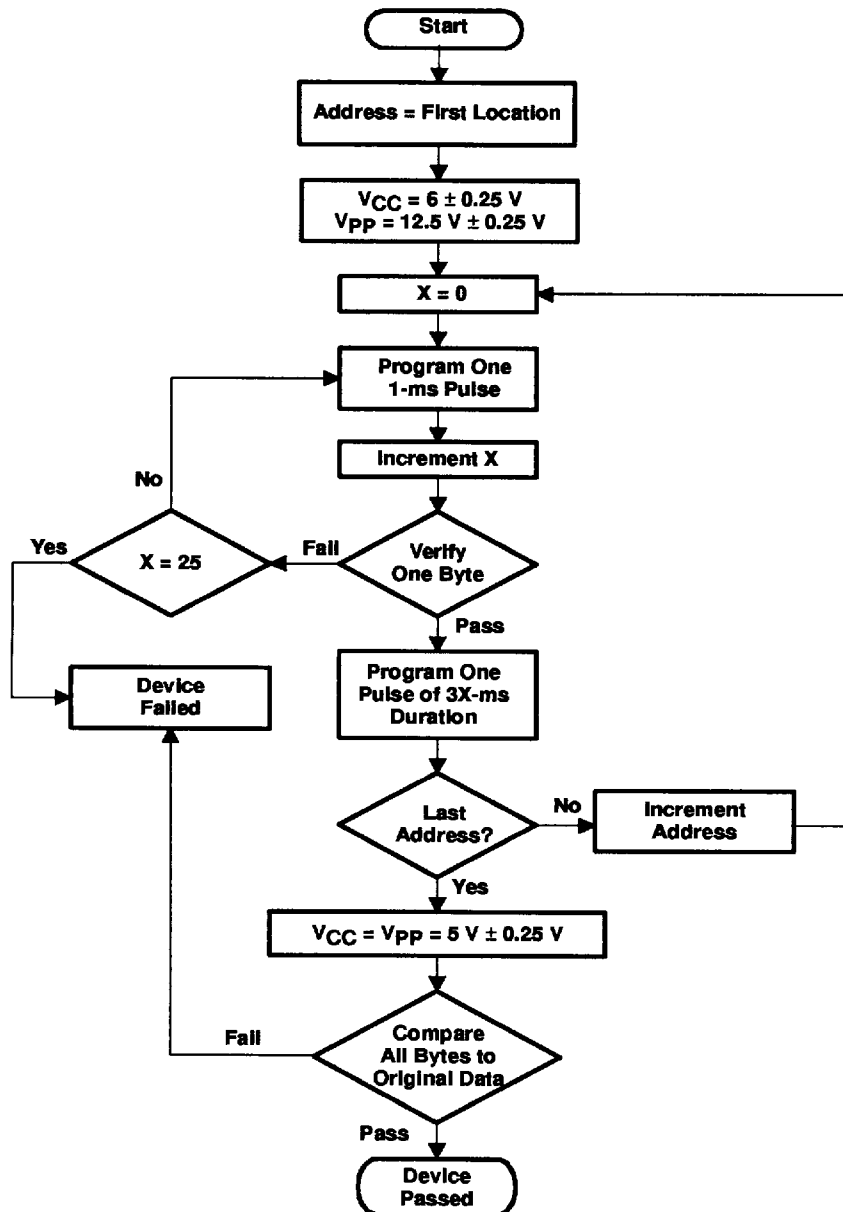 Start
Address = First Location
VCC = 6 ± 0.25 V
VPP = 12.5 V ± 0.25 V
X = 0
Program One
1-ms Pulse
Increment X
No
Yes
X = 25
Fail
Verify
One Byte
Pass
Device
Failed
Program One
Pulse of 3X-ms
Duration
Last
Address?
No
Increment
Address
Yes
VCC = VPP = 5 V ± 0.25 V
Fail
Compare
All Bytes to
Original Data
Pass
Device
Passed